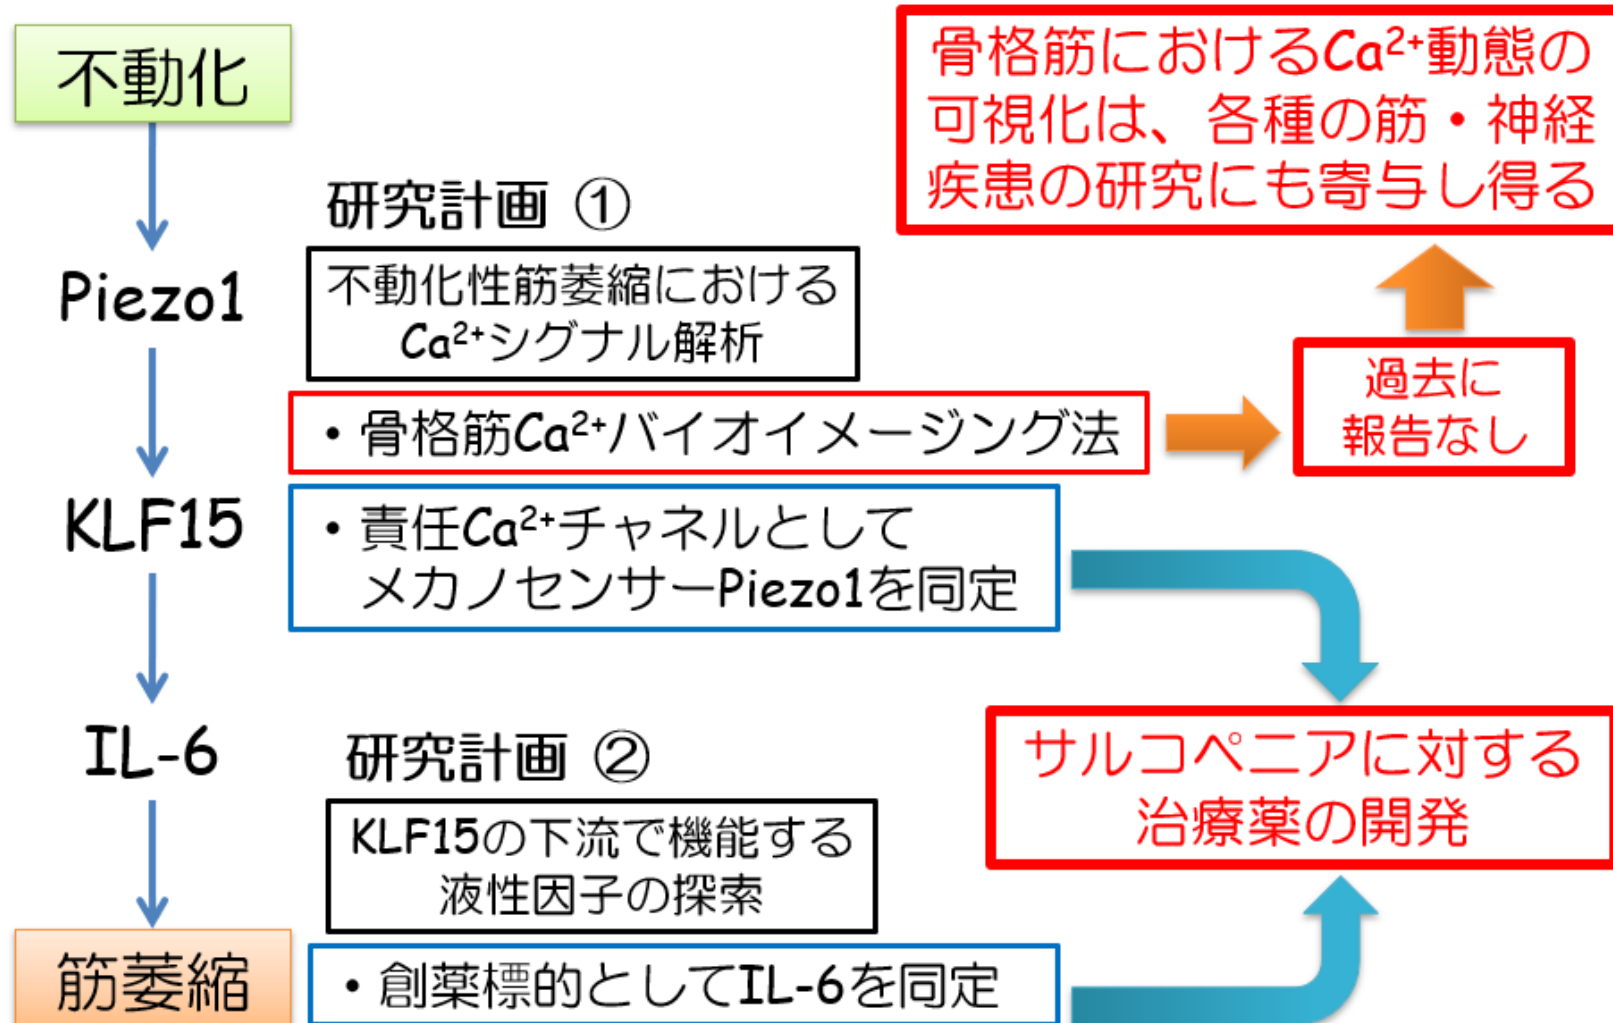 不動化
Piezo1
KLF15
IL-6
筋萎縮
研究計画 ①
不動化性筋萎縮における
Ca²⁺シグナル解析
・骨格筋Ca²⁺バイオイメージング法
・責任Ca²⁺チャネルとして
メカノセンサーPiezo1を同定
研究計画 ②
KLF15の下流で機能する
液性因子の探索
・創薬標的としてIL-6を同定
過去に
報告なし
骨格筋におけるCa²⁺動態の
可視化は、各種の筋・神経
疾患の研究にも寄与し得る
サルコペニアに対する
治療薬の開発